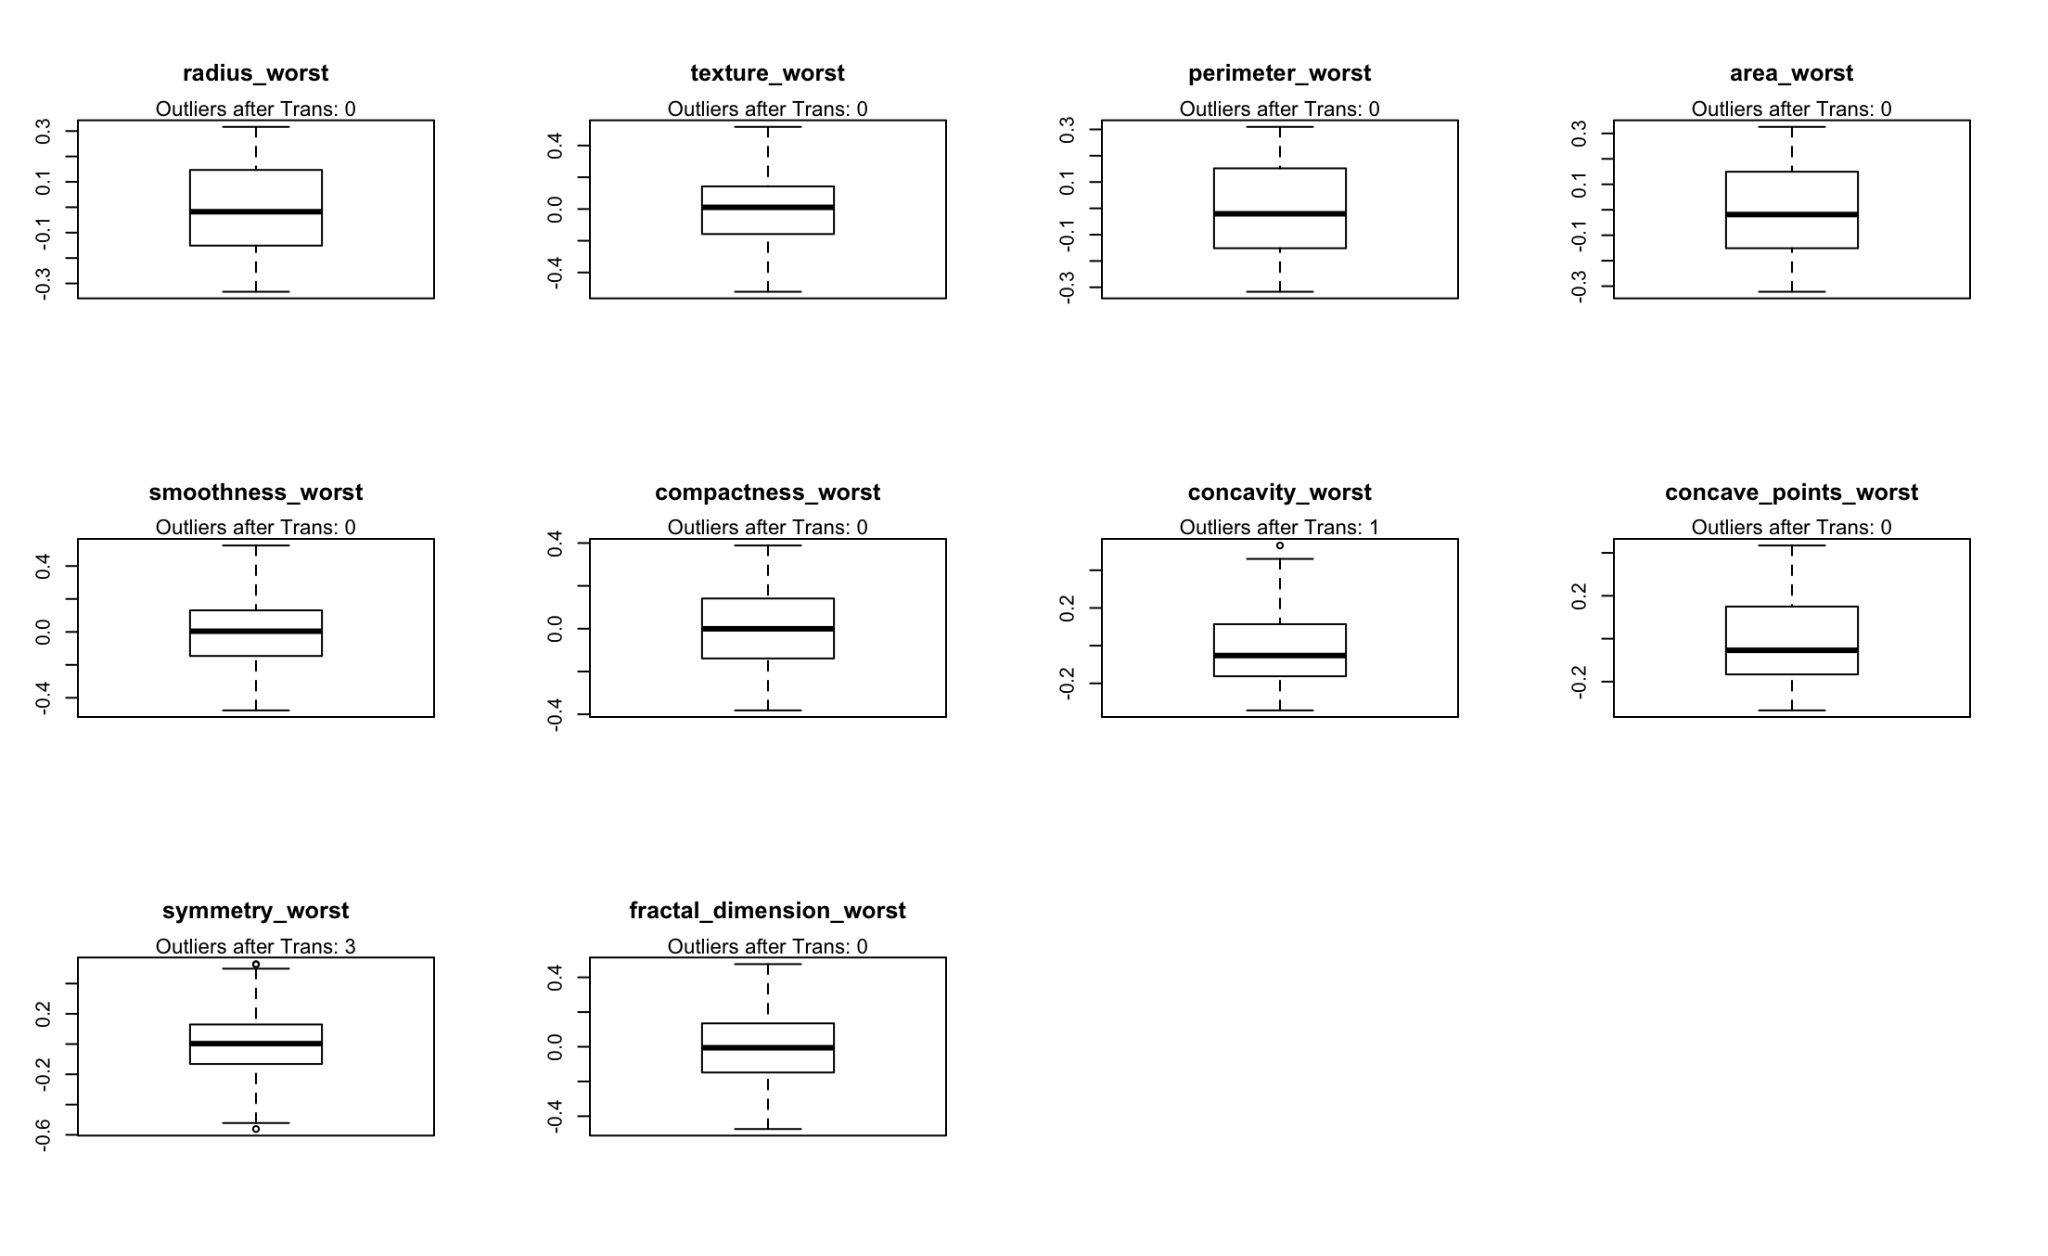 radius_worst
Outliers after Trans: 0
0.3
0.1
-0.1
-0.3
texture_worst
Outliers after Trans: 0
0.4
0.0
-0.4
perimeter_worst
Outliers after Trans: 0
0.3
0.1
-0.1
-0.3
area_worst
Outliers after Trans: 0
0.3
0.1
-0.1
-0.3
smoothness_worst
Outliers after Trans: 0
0.4
0.0
-0.4
compactness_worst
Outliers after Trans: 0
0.4
0.0
-0.4
concavity_worst
Outliers after Trans: 1
0.2
-0.2
concave_points_worst
Outliers after Trans: 0
0.2
-0.2
symmetry_worst
Outliers after Trans: 3
0.2
-0.2
-0.6
fractal_dimension_worst
Outliers after Trans: 0
0.4
0.0
-0.4